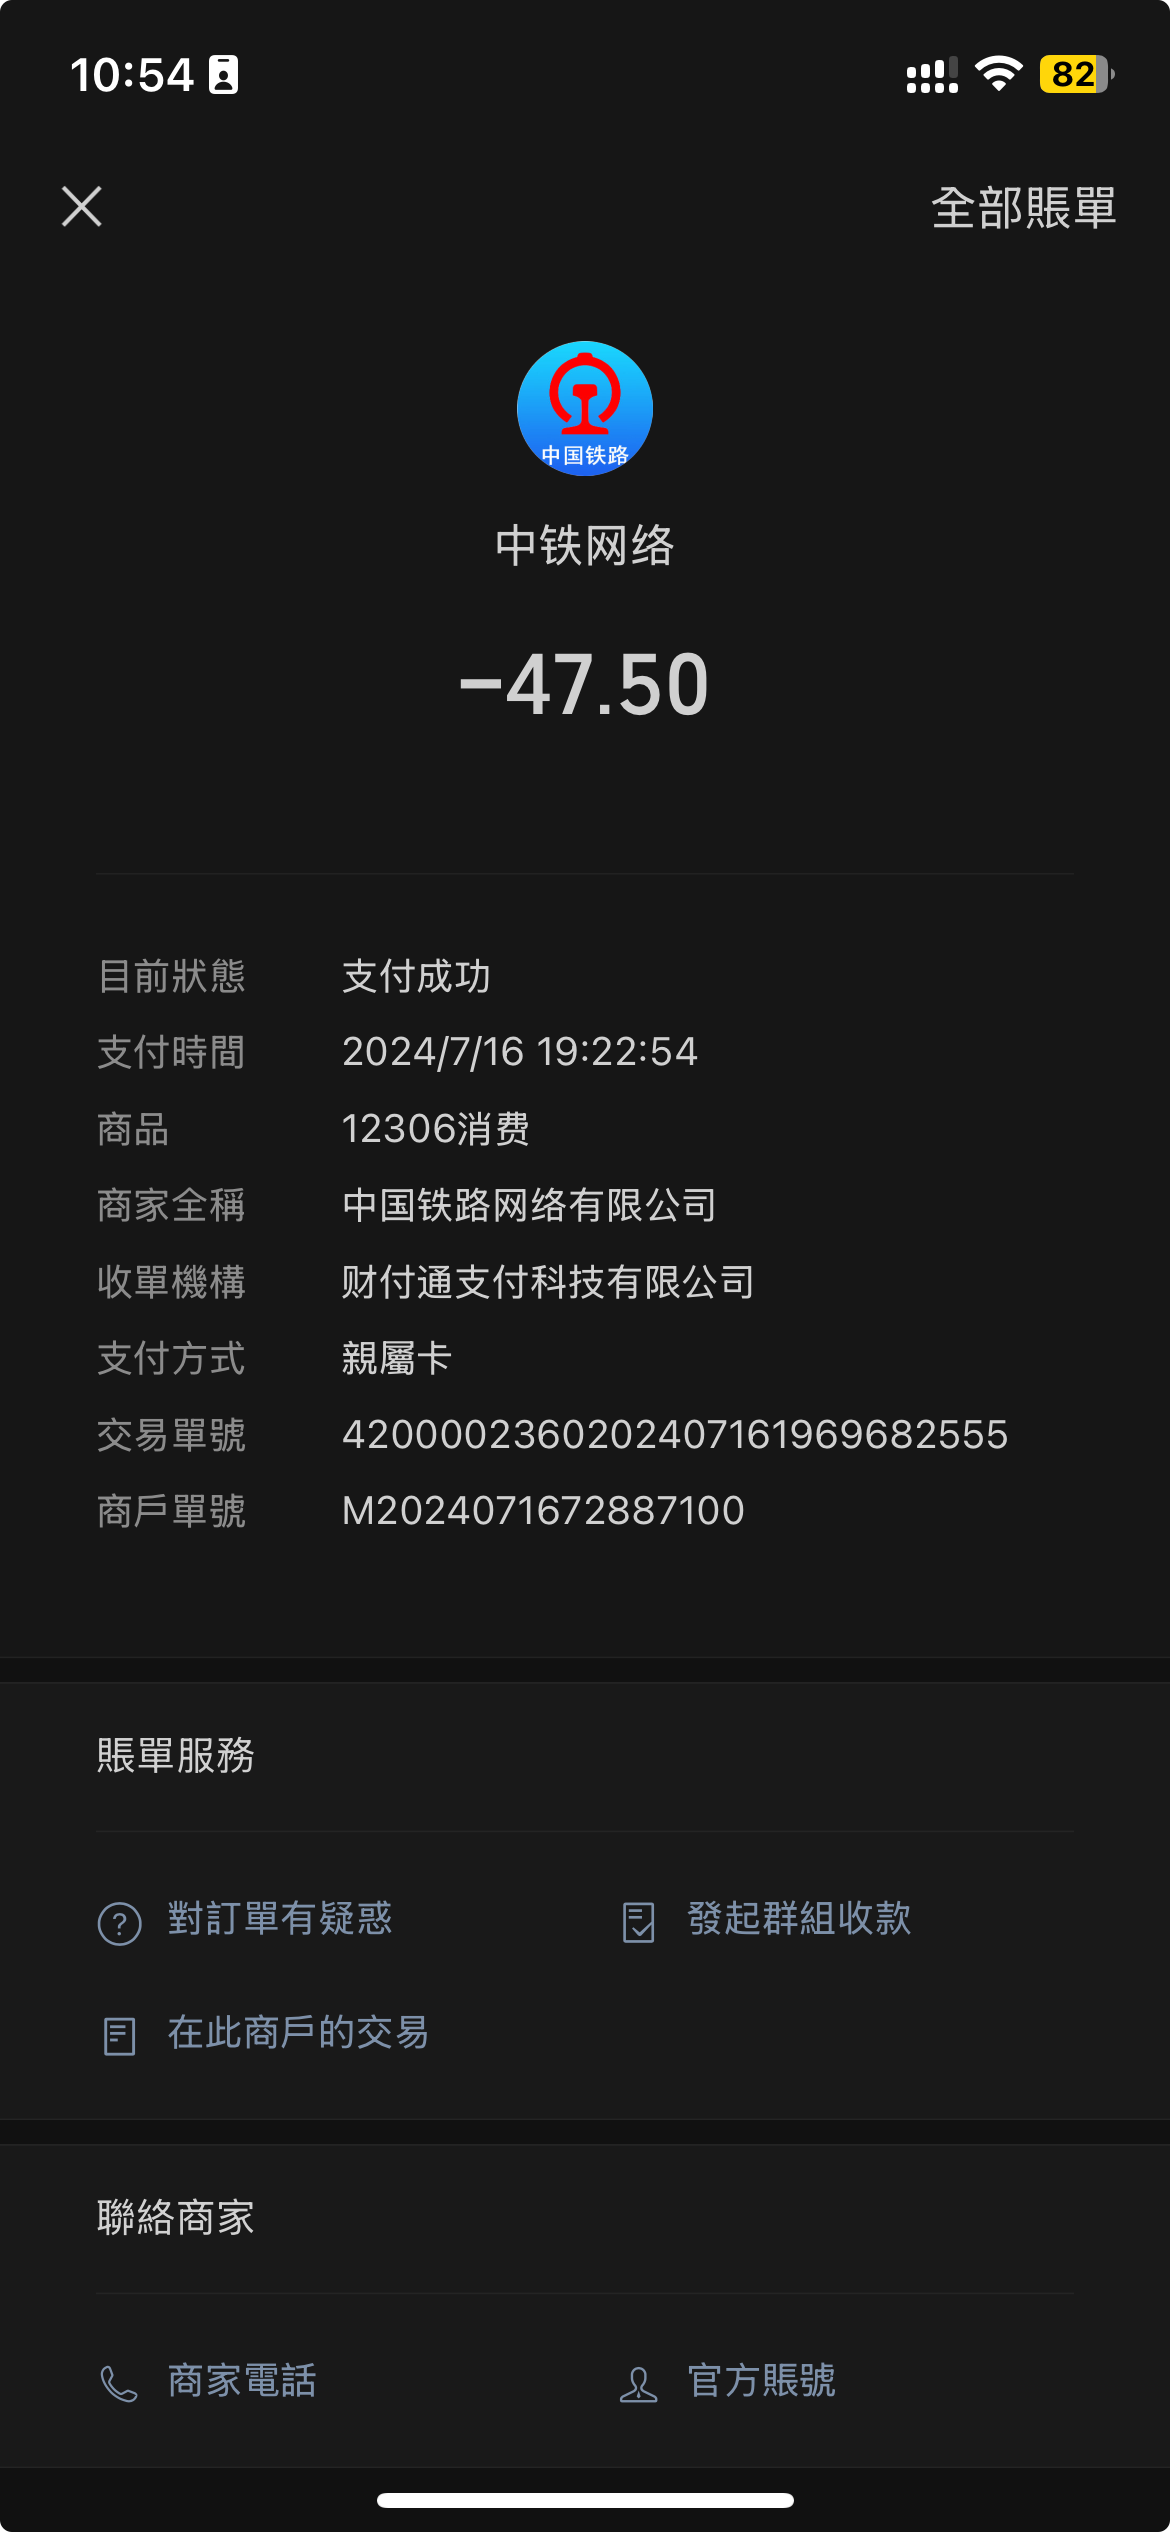 10:54
82
全部賬單
中国铁路
中铁网络
-47.50
目前狀態 支付成功
支付時間 2024/7/16 19:22:54
商品 12306消费
商家全稱 中国铁路网络有限公司
收單機構 财付通支付科技有限公司
支付方式 親屬卡
交易單號 4200002360202407161969682555
商戶單號 M2024071672887100
賬單服務
對訂單有疑惑 發起群組收款
在此商戶的交易
聯絡商家
商家電話 官方賬號